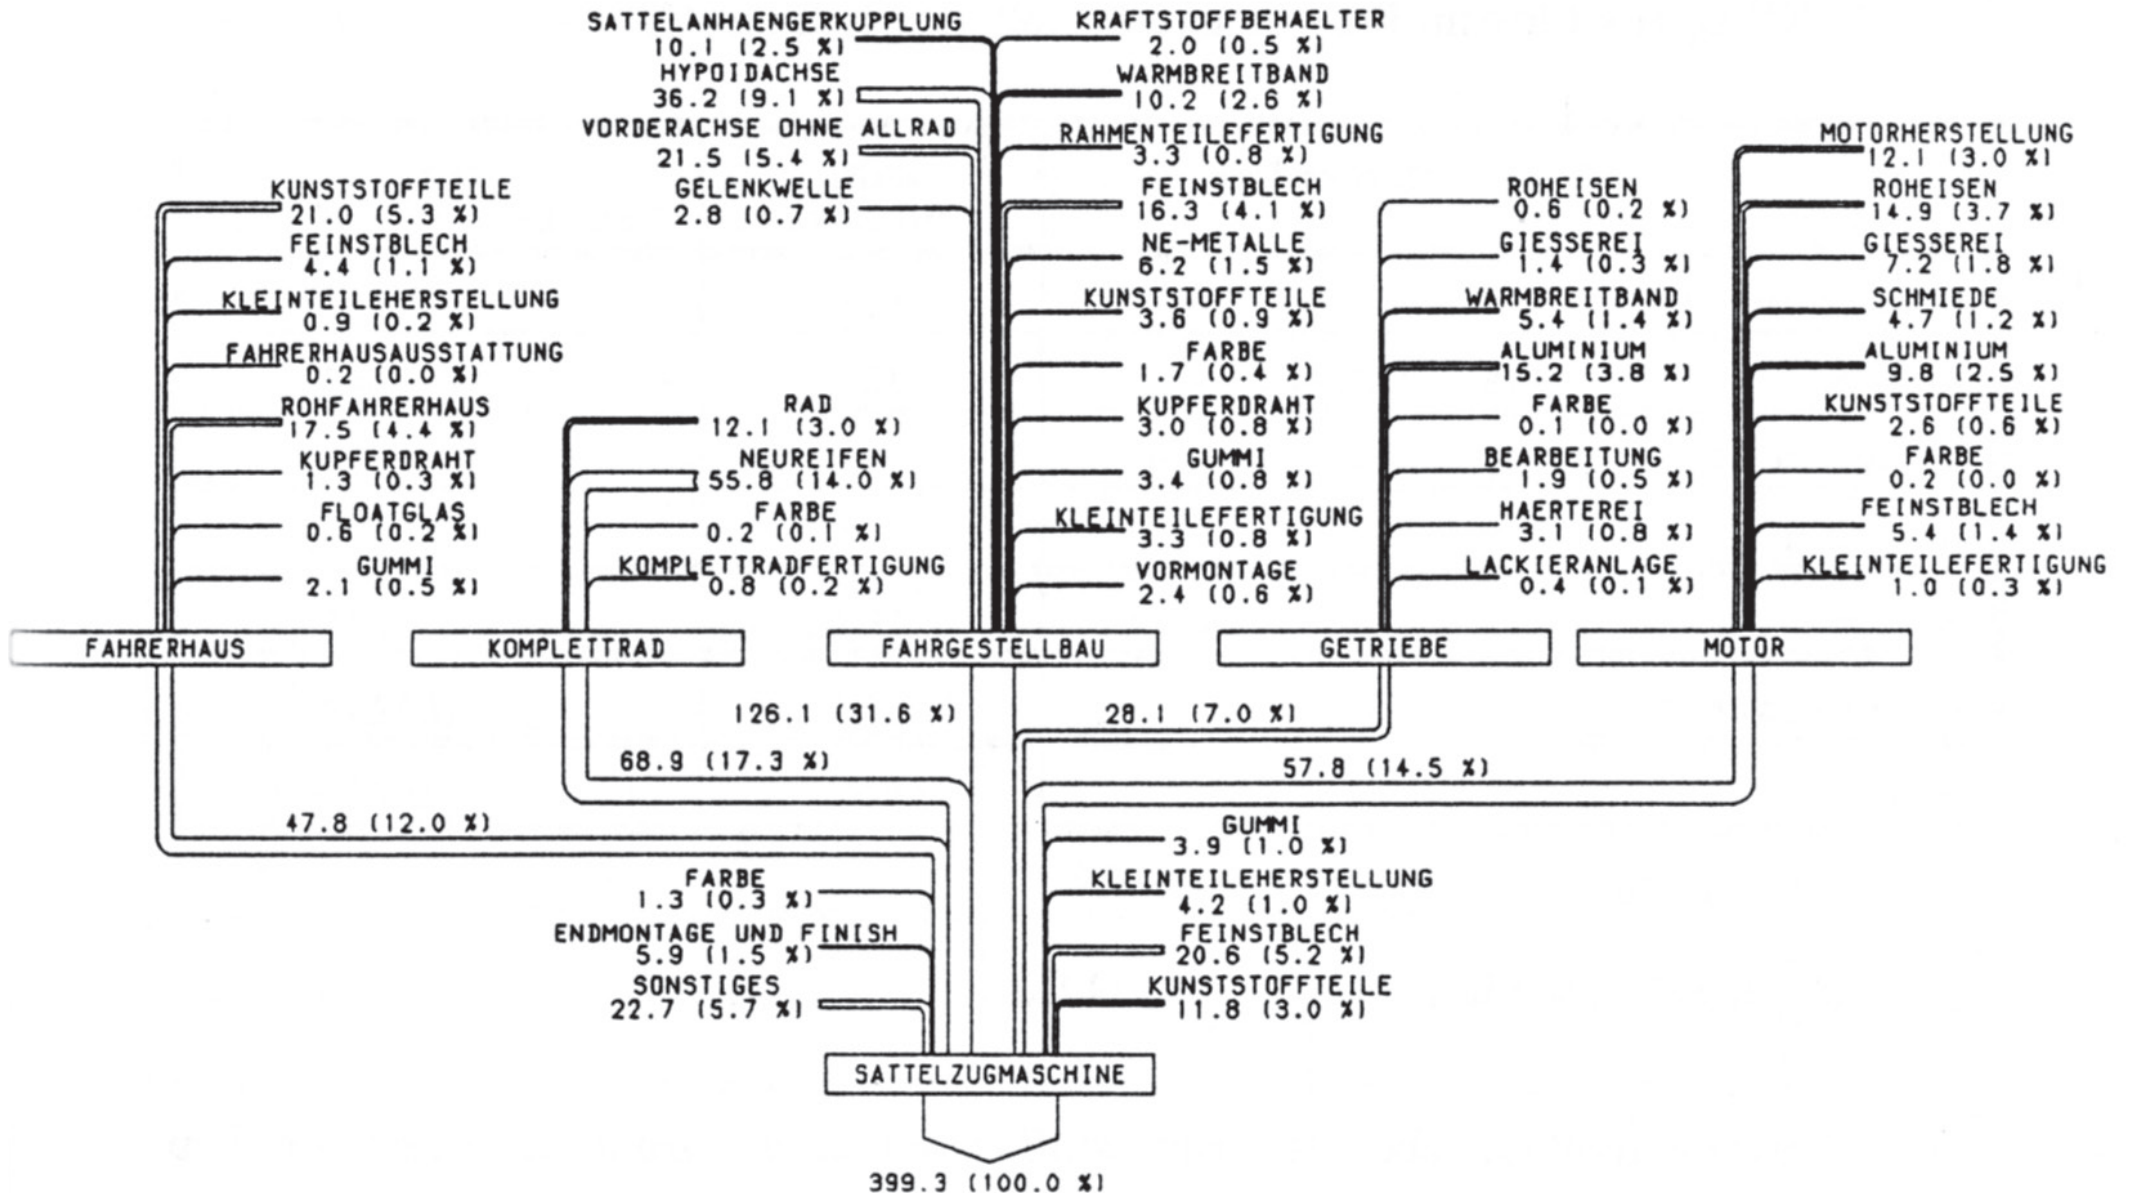 SATTELANHAENGERKUPPLUNG
10.1 (2.5 %)
HYPOIDACHSE
36.2 (9.1 %)
VORDERACHSE OHNE ALLRAD
21.5 (5.4 %)
GELENKWELLE
2.8 (0.7 %)
KRAFTSTOFFBEHAELTER
2.0 (0.5 %)
WARMBREITBAND
10.2 (2.6 %)
RAHMENTEILEFERTIGUNG
3.3 (0.8 %)
FEINSTBLECH
16.3 (4.1 %)
NE-METALLE
6.2 (1.5 %)
KUNSTSTOFFTEILE
3.6 (0.9 %)
FARBE
1.7 (0.4 %)
KUPFERDRAHT
3.0 (0.8 %)
GUMMI
3.4 (0.8 %)
KLEINTEILEFERTIGUNG
3.3 (0.8 %)
VORMONTAGE
2.4 (0.6 %)
KUNSTSTOFFTEILE
21.0 (5.3 %)
FEINSTBLECH
4.4 (1.1 %)
KLEINTEILEHERSTELLUNG
0.9 (0.2 %)
FAHRERHAUSAUSSTATTUNG
0.2 (0.0 %)
ROHFAHRERHAUS
17.5 (4.4 %)
KUPFERDRAHT
1.3 (0.3 %)
FLOATGLAS
0.6 (0.2 %)
GUMMI
2.1 (0.5 %)
RAD
12.1 (3.0 %)
NEUREIFEN
55.8 (14.0 %)
FARBE
0.2 (0.1 %)
KOMPLETTRADFERTIGUNG
0.8 (0.2 %)
ROHEISEN
0.6 (0.2 %)
GIESSEREI
1.4 (0.3 %)
WARMBREITBAND
5.4 (1.4 %)
ALUMINIUM
15.2 (3.8 %)
FARBE
0.1 (0.0 %)
BEARBEITUNG
1.9 (0.5 %)
HAERTEREI
3.1 (0.8 %)
LACKIERANLAGE
0.4 (0.1 %)
MOTORHERSTELLUNG
12.1 (3.0 %)
ROHEISEN
14.9 (3.7 %)
GIESSEREI
7.2 (1.8 %)
SCHMIEDE
4.7 (1.2 %)
ALUMINIUM
9.8 (2.5 %)
KUNSTSTOFFTEILE
2.6 (0.6 %)
FARBE
0.2 (0.0 %)
FEINSTBLECH
5.4 (1.4 %)
KLEINTEILEFERTIGUNG
1.0 (0.3 %)
FAHRERHAUS
KOMPLETTRAD
FAHRGESTELLBAU
GETRIEBE
MOTOR
126.1 (31.6 %)
28.1 (7.0 %)
68.9 (17.3 %)
57.8 (14.5 %)
47.8 (12.0 %)
FARBE
1.3 (0.3 %)
ENDMONTAGE UND FINISH
5.9 (1.5 %)
SONSTIGES
22.7 (5.7 %)
GUMMI
3.9 (1.0 %)
KLEINTEILEHERSTELLUNG
4.2 (1.0 %)
FEINSTBLECH
20.6 (5.2 %)
KUNSTSTOFFTEILE
11.8 (3.0 %)
SATTELZUGMASCHINE
399.3 (100.0 %)